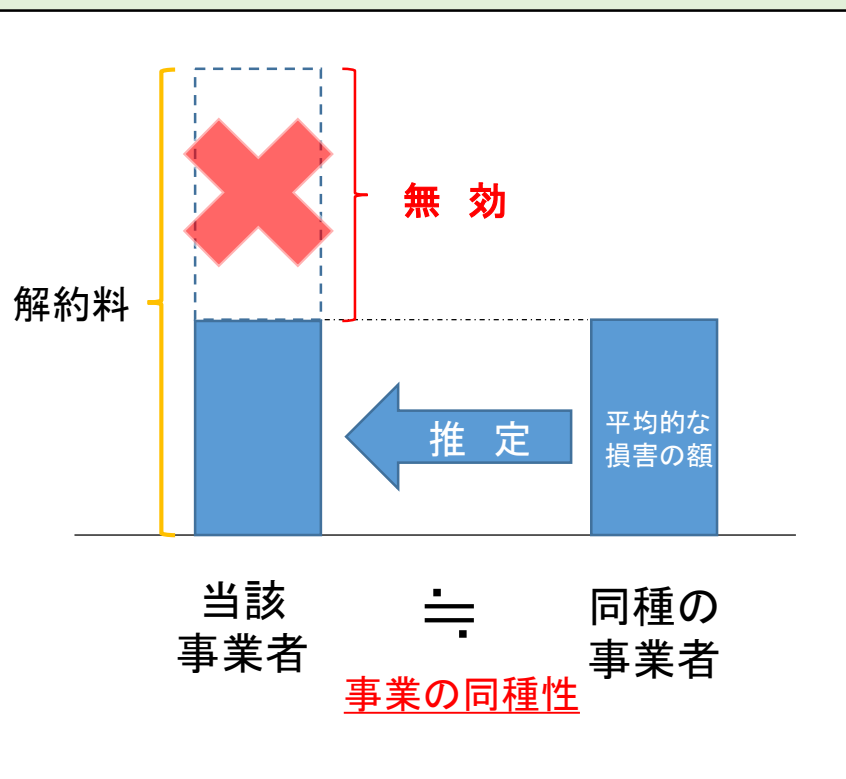 無 効
解約料
推 定
平均的な
損害の額
当該
事業者
≒
同種の
事業者
事業の同種性